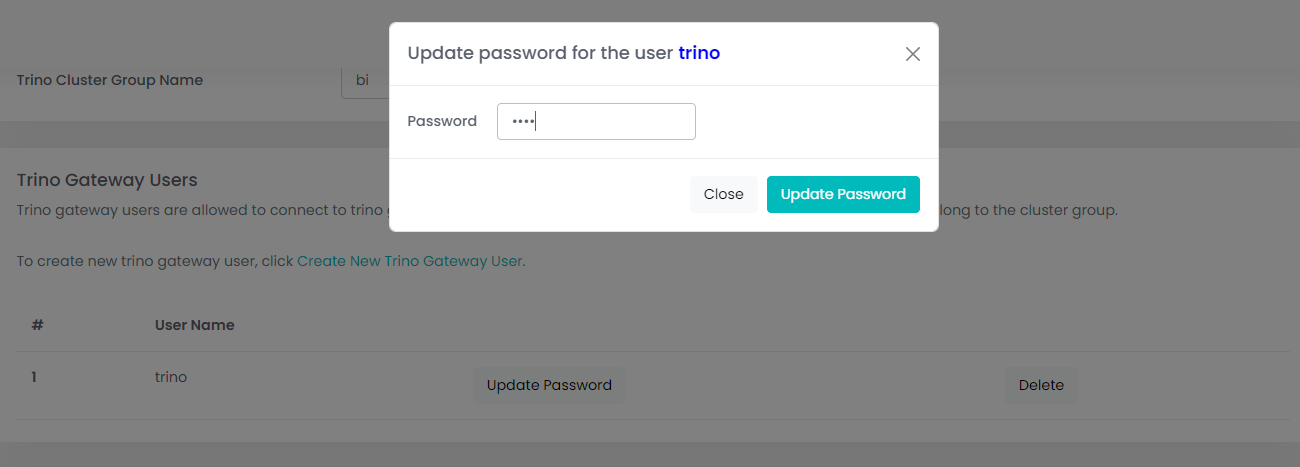 Update password for the user trino
Trino Cluster Group Name
bi
Password
••••
Close
Update Password
Trino Gateway Users
Trino gateway users are allowed to connect to trino
long to the cluster group.
To create new trino gateway user, click Create New Trino Gateway User.
# User Name
1 trino Update Password Delete